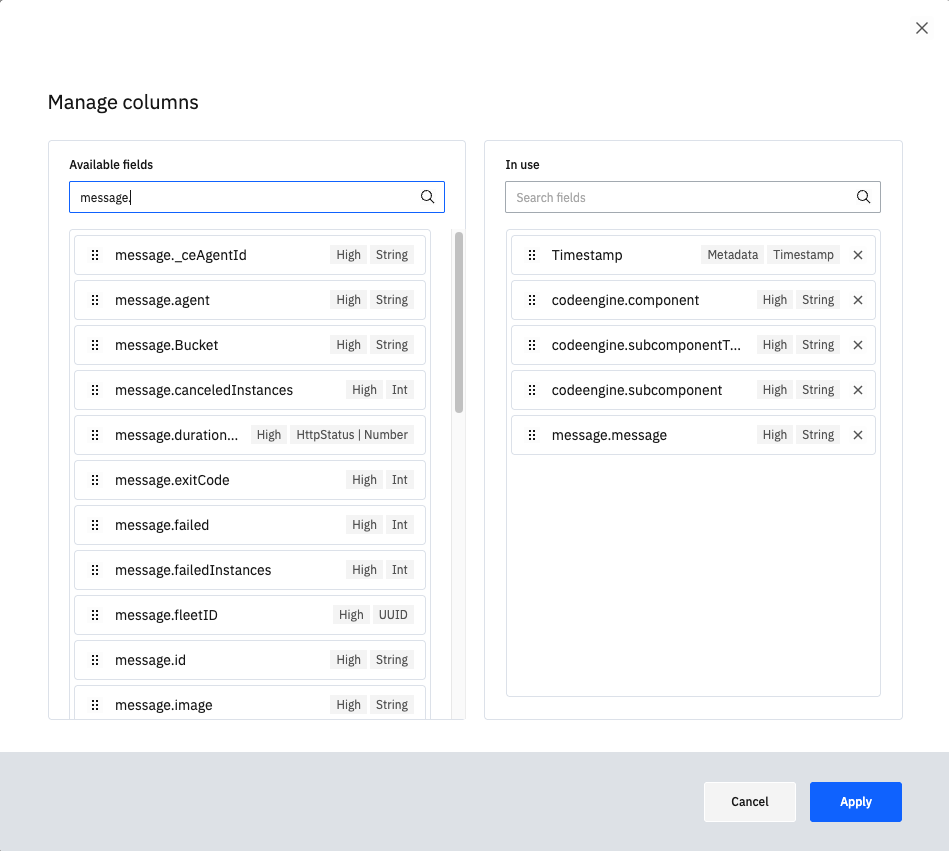 Manage columns
Available fields
message.
message._ceAgentId High String
message.agent High String
message.Bucket High String
message.canceledInstances High Int
message.duration... High HttpStatus | Number
message.exitCode High Int
message.failed High Int
message.failedInstances High Int
message.fleetID High UUID
message.id High String
message.image High String
In use
Search fields
Timestamp Metadata Timestamp
codeengine.component High String
codeengine.subcomponentT... High String
codeengine.subcomponent High String
message.message High String
Cancel
Apply